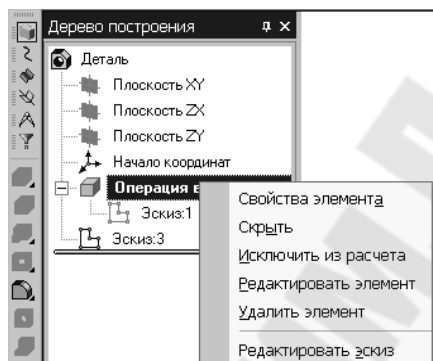 Дерево построения
Деталь
Плоскость XY
Плоскость ZX
Плоскость ZY
Начало координат
Операция в
Эскиз:1
Эскиз:3
Свойства элемента
Скрыть
Исключить из расчета
Редактировать элемент
Удалить элемент
Редактировать эскиз